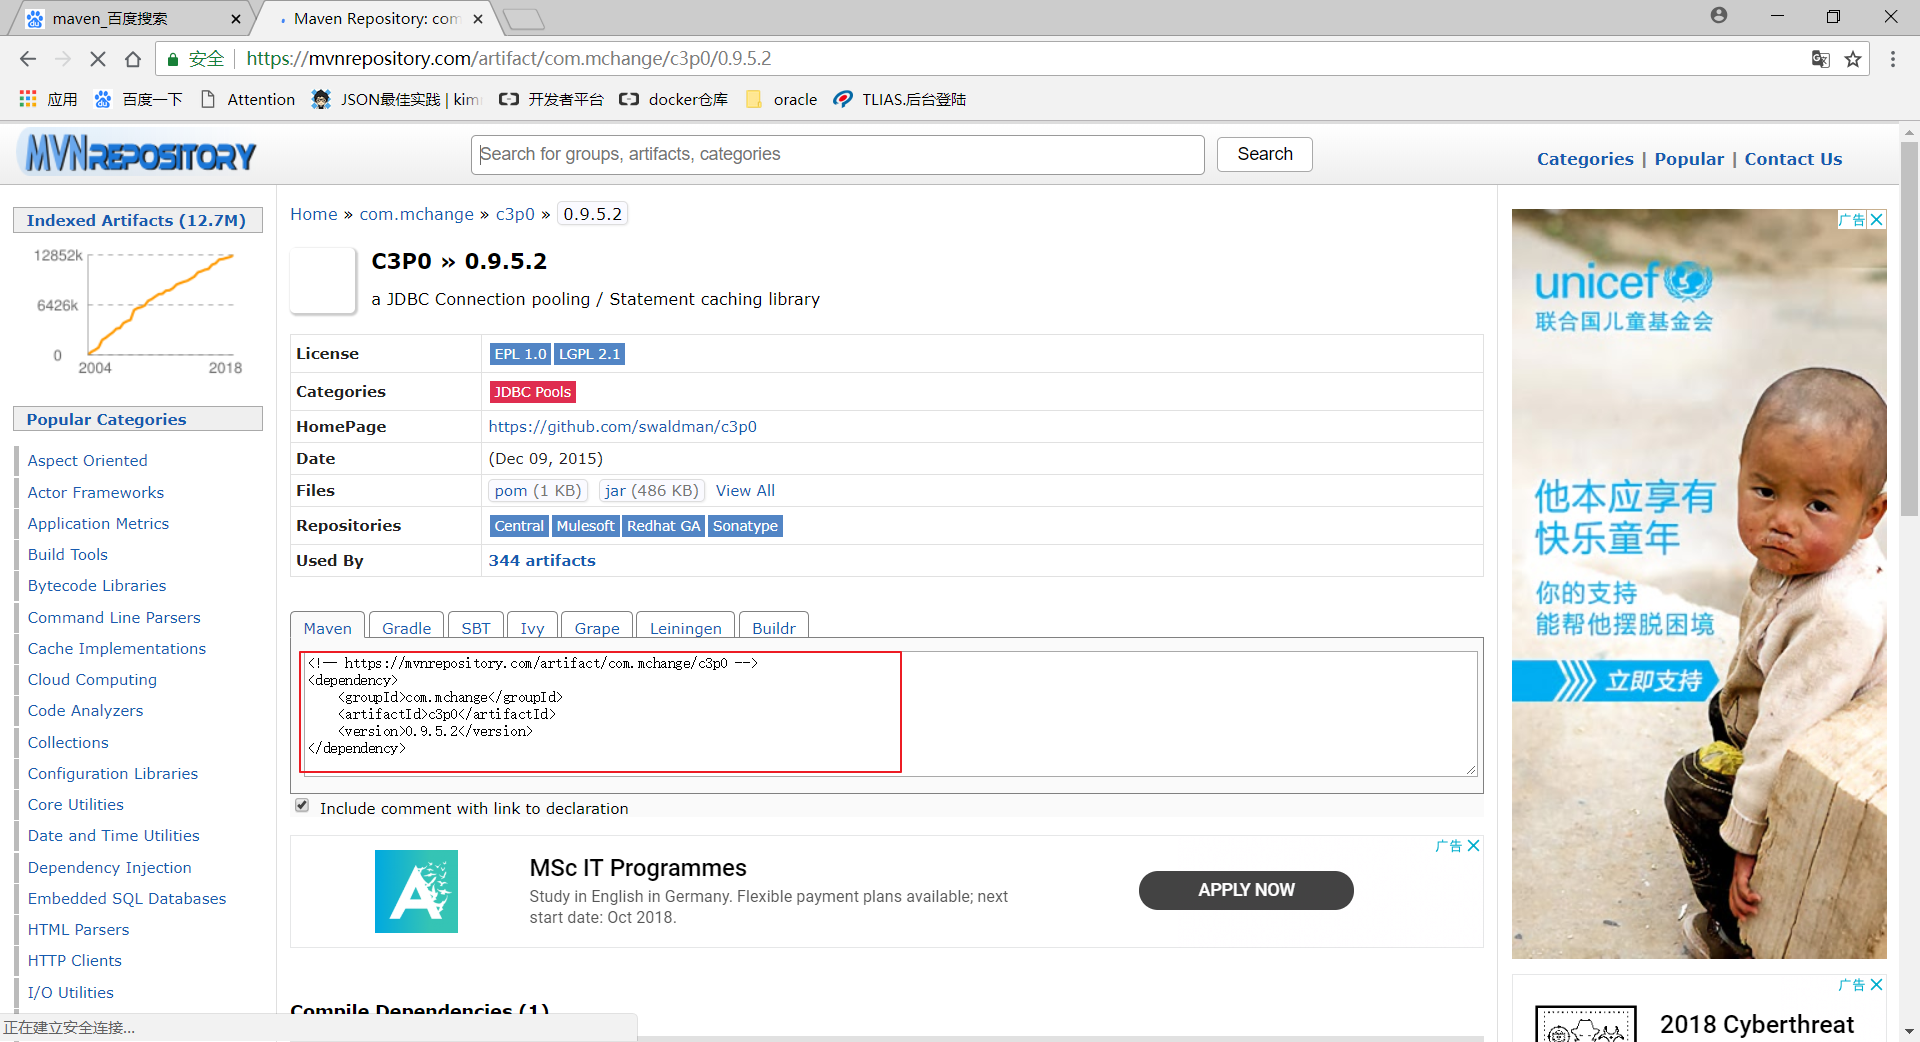 maven_百度搜索
Maven Repository: com
安全
https://mvnrepository.com/artifact/com.mchange/c3p0/0.9.5.2
应用
百度一下
Attention
JSON最佳实践 | kim
开发者平台
docker仓库
oracle
TLIAS.后台登陆
MVNREPOSITORY
Search for groups, artifacts, categories
Search
Categories | Popular | Contact Us
Indexed Artifacts (12.7M)
12852k
6426k
0
2004
2018
Popular Categories
Aspect Oriented
Actor Frameworks
Application Metrics
Build Tools
Bytecode Libraries
Command Line Parsers
Cache Implementations
Cloud Computing
Code Analyzers
Collections
Configuration Libraries
Core Utilities
Date and Time Utilities
Dependency Injection
Embedded SQL Databases
HTML Parsers
HTTP Clients
I/O Utilities
正在建立安全连接...
Home » com.mchange » c3p0 » 0.9.5.2
C3P0 » 0.9.5.2
a JDBC Connection pooling / Statement caching library
License EPL 1.0 LGPL 2.1
Categories JDBC Pools
HomePage https://github.com/swaldman/c3p0
Date (Dec 09, 2015)
Files pom (1 KB) jar (486 KB) View All
Repositories Central Mulesoft Redhat GA Sonatype
Used By 344 artifacts
Maven Gradle SBT Ivy Grape Leiningen Buildr
<!-- https://mvnrepository.com/artifact/com.mchange/c3p0 -->
<dependency>
<groupId>com.mchange</groupId>
<artifactId>c3p0</artifactId>
<version>0.9.5.2</version>
</dependency>
Include comment with link to declaration
广告
MSc IT Programmes
Study in English in Germany. Flexible payment plans available; next
start date: Oct 2018.
APPLY NOW
Compile Dependencies (1)
广告
unicef
联合国儿童基金会
他本应享有
快乐童年
你的支持
能帮他摆脱困境
立即支持
广告
2018 Cyberthreat